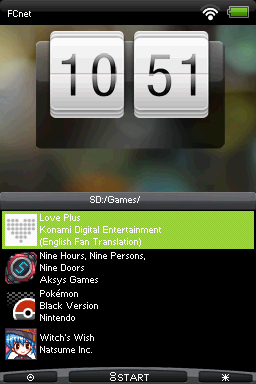 FCnet
10 51
SD:/Games/
Love Plus
Konami Digital Entertainment
(English Fan Translation)
Nine Hours, Nine Persons,
Nine Doors
Aksys Games
Pokémon
Black Version
Nintendo
Witch's Wish
Natsume Inc.
START